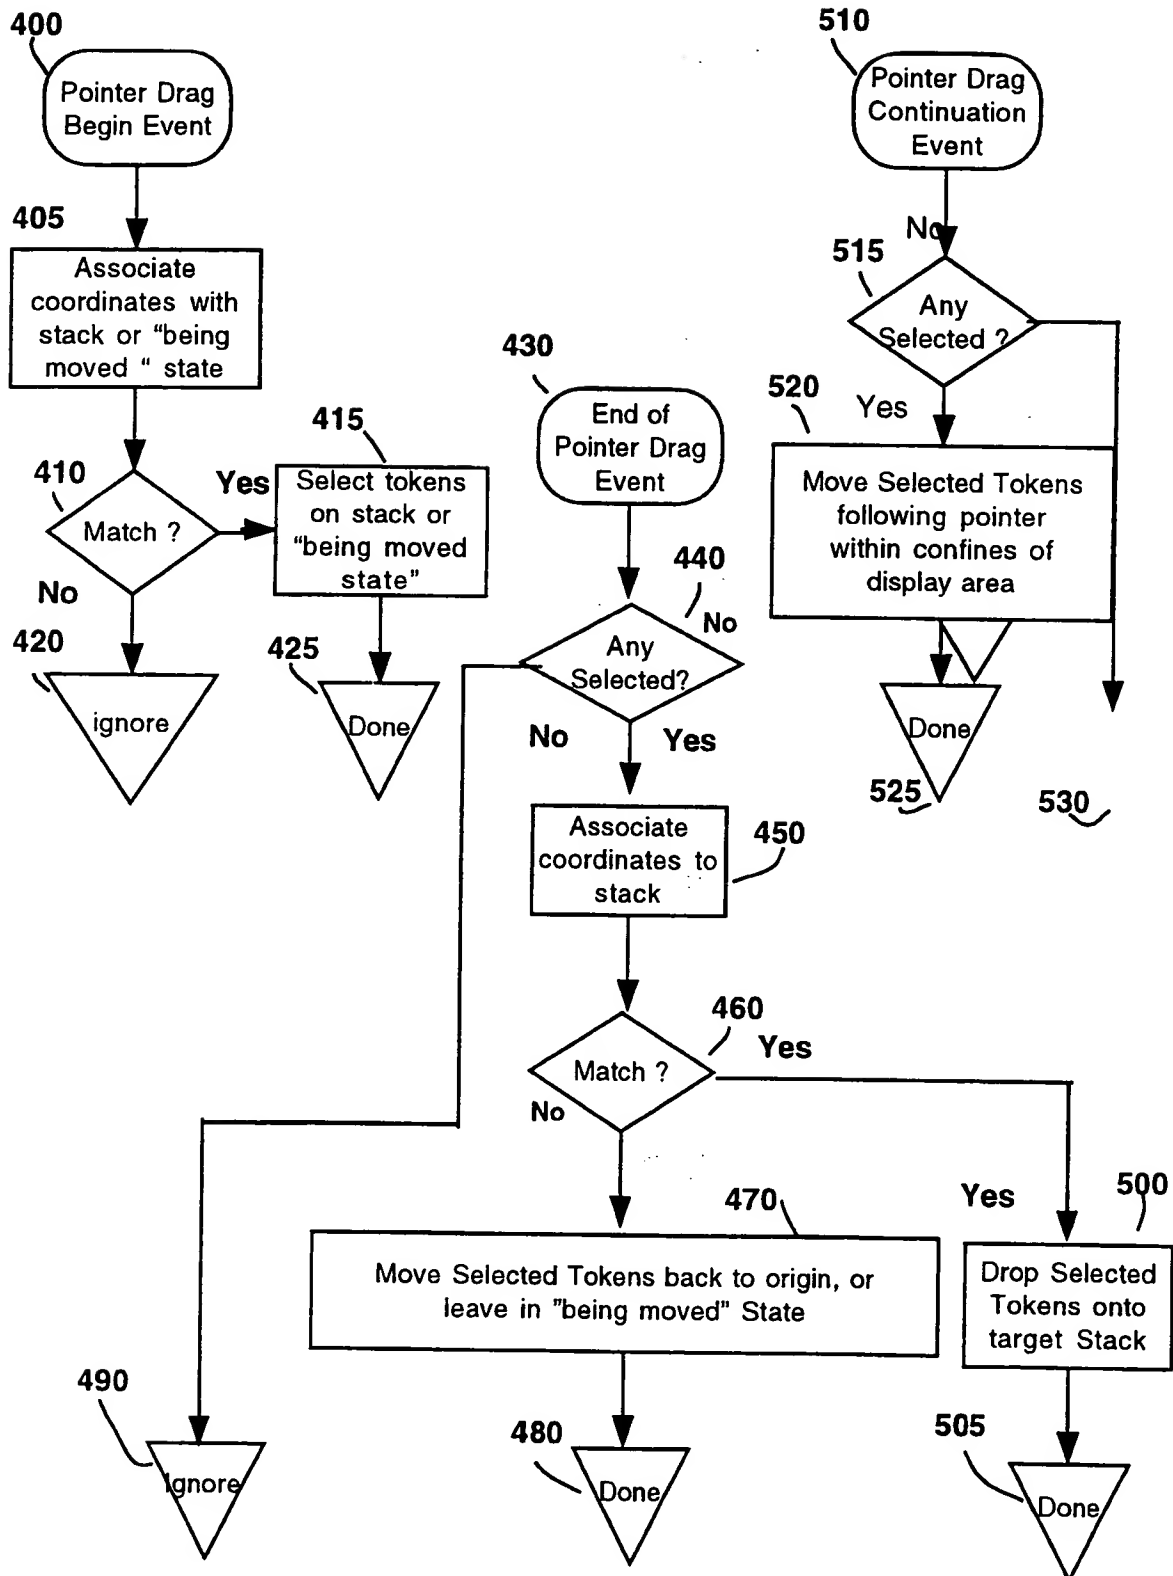 400
Pointer Drag
Begin Event
405
Associate
coordinates with
stack or "being
moved " state
410
Match ?
Yes
No
415
Select tokens
on stack or
"being moved
state"
420
ignore
425
Done
430
End of
Pointer Drag
Event
440
No
Any
Selected?
No
Yes
Associate
coordinates to
stack
450
460
Match ?
Yes
No
470
Move Selected Tokens back to origin, or
leave in "being moved" State
480
Done
490
Ignore
Yes
500
Drop Selected
Tokens onto
target Stack
505
Done
510
Pointer Drag
Continuation
Event
No
515
Any
Selected ?
520
Yes
Move Selected Tokens
following pointer
within confines of
display area
Done
525
530